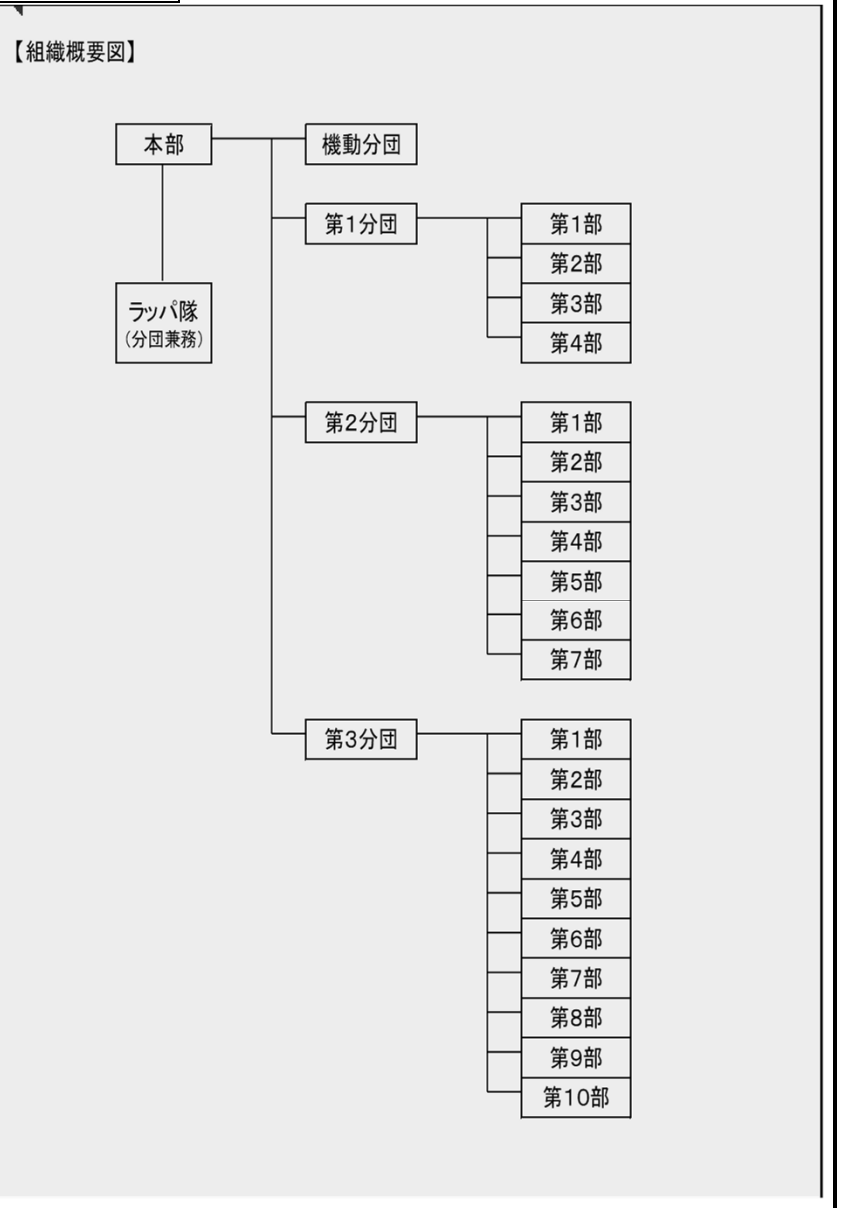 【組織概要図】
本部
機動分団
ラッパ隊
(分団兼務)
第1分団
第1部
第2部
第3部
第4部
第2分団
第1部
第2部
第3部
第4部
第5部
第6部
第7部
第3分団
第1部
第2部
第3部
第4部
第5部
第6部
第7部
第8部
第9部
第10部